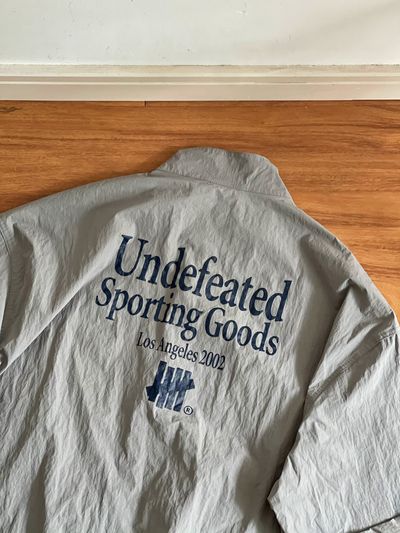 Undefeated
Sporting Goods
Los Angeles 2002
®